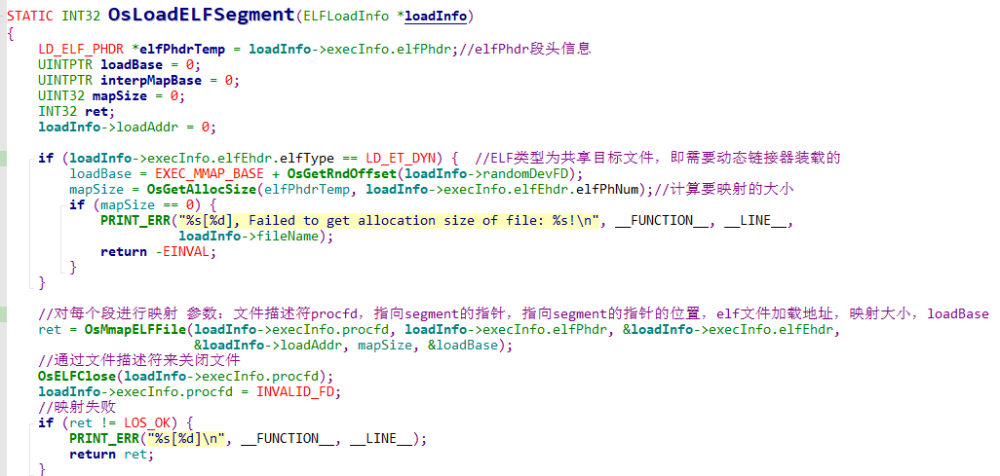 STATIC INT32 OsLoadELFSegment(ELFLoadInfo *loadInfo)
{
    LD_ELF_PHDR *elfPhdrTemp = loadInfo->execInfo.elfPhdr;//elfPhdr段头信息
    UINTPTR loadBase = 0;
    UINTPTR interpMapBase = 0;
    UINT32 mapSize = 0;
    INT32 ret;
    loadInfo->loadAddr = 0;

    if (loadInfo->execInfo.elfEhdr.elfType == LD_ET_DYN) {  //ELF类型为共享目标文件，即需要动态链接器装载的
        loadBase = EXEC_MMAP_BASE + OsGetRndOffset(loadInfo->randomDevFD);
        mapSize = OsGetAllocSize(elfPhdrTemp, loadInfo->execInfo.elfEhdr.elfPhNum);//计算要映射的大小
        if (mapSize == 0) {
            PRINT_ERR("%s[%d], Failed to get allocation size of file: %s!\n", __FUNCTION__, __LINE__,
                      loadInfo->fileName);
            return -EINVAL;
        }
    }

    //对每个段进行映射 参数：文件描述符procfd，指向segment的指针，指向segment的指针的位置，elf文件加载地址，映射大小，loadBase
    ret = OsMmapELFFile(loadInfo->execInfo.procfd, loadInfo->execInfo.elfPhdr, &loadInfo->execInfo.elfEhdr,
                        &loadInfo->loadAddr, mapSize, &loadBase);
    //通过文件描述符来关闭文件
    OsELFClose(loadInfo->execInfo.procfd);
    loadInfo->execInfo.procfd = INVALID_FD;
    //映射失败
    if (ret != LOS_OK) {
        PRINT_ERR("%s[%d]\n", __FUNCTION__, __LINE__);
        return ret;
    }